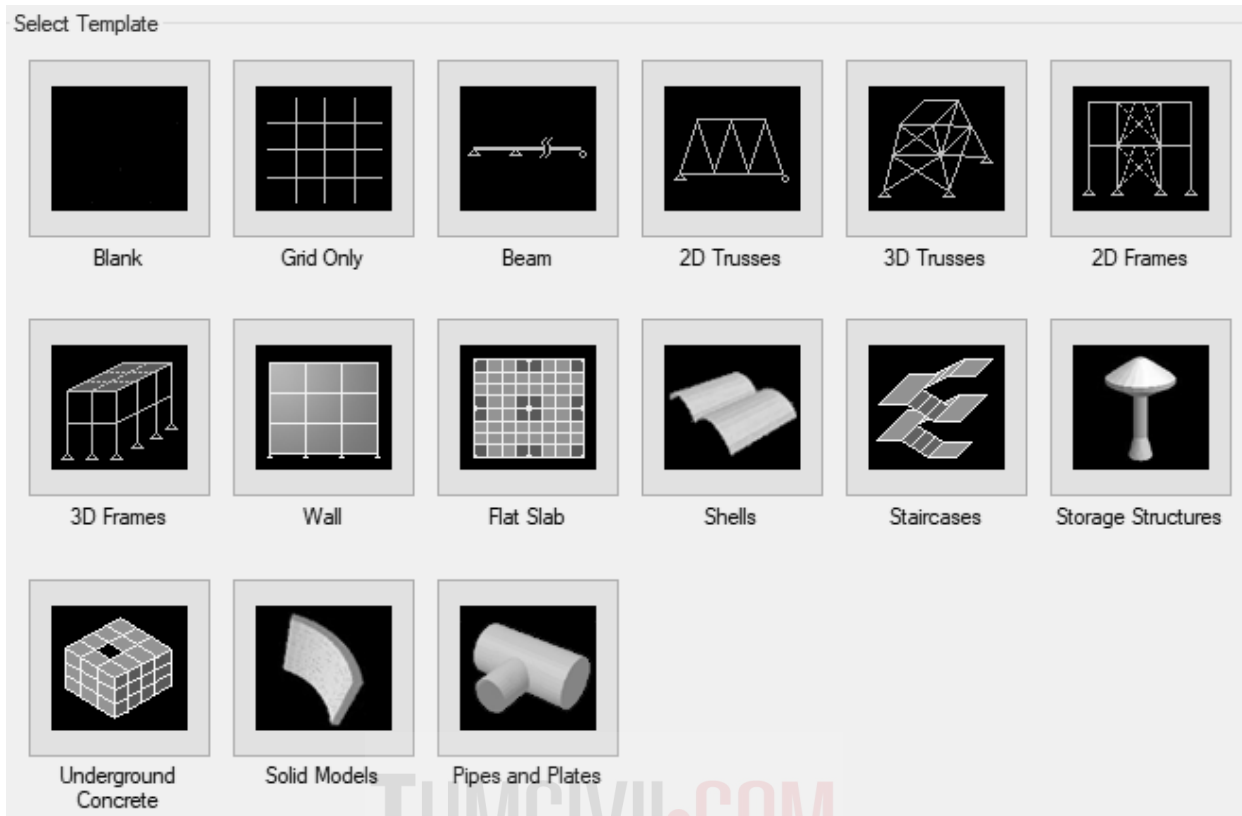 Select Template
Blank
Grid Only
Beam
2D Trusses
3D Trusses
2D Frames
3D Frames
Wall
Flat Slab
Shells
Staircases
Storage Structures
Underground
Concrete
Solid Models
Pipes and Plates
TUMCIVIL.COM